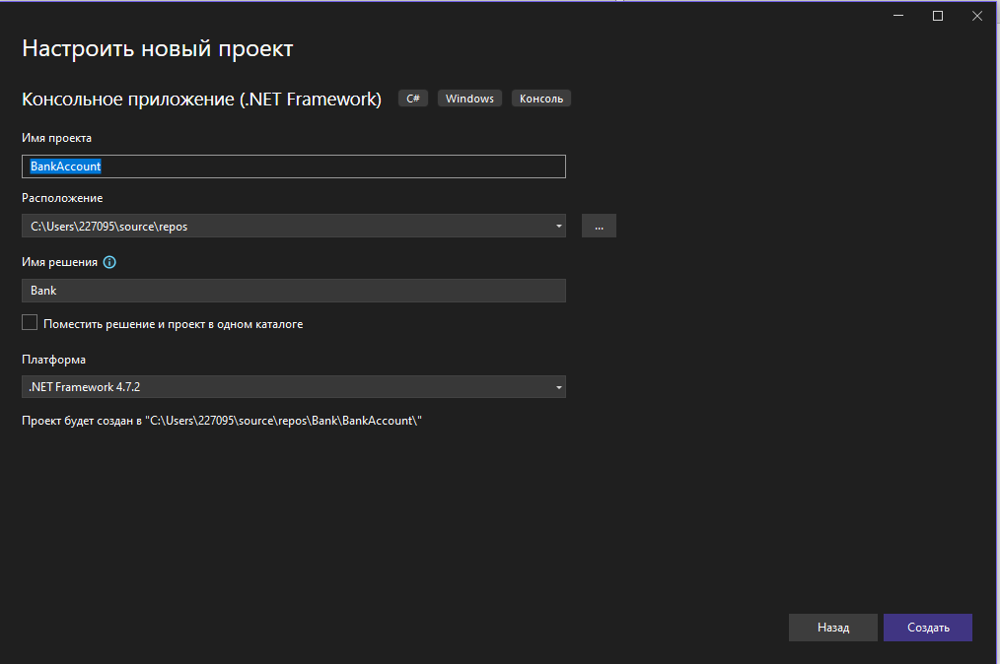 Настроить новый проект
Консольное приложение (.NET Framework) C# Windows Консоль
Имя проекта
BankAccount
Расположение
C:\Users\227095\source\repos
...
Имя решения
Bank
Поместить решение и проект в одном каталоге
Платформа
.NET Framework 4.7.2
Проект будет создан в "C:\Users\227095\source\repos\Bank\BankAccount\"
Назад Создать